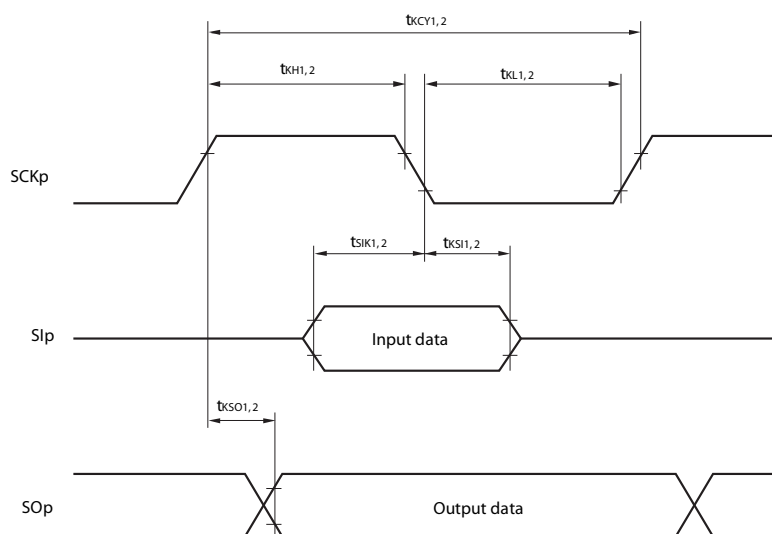 tKCY1, 2
tKH1, 2
tKL1, 2
SCKp
tSIK1, 2
tKSI1, 2
SIp
Input data
tKSO1, 2
SOp
Output data